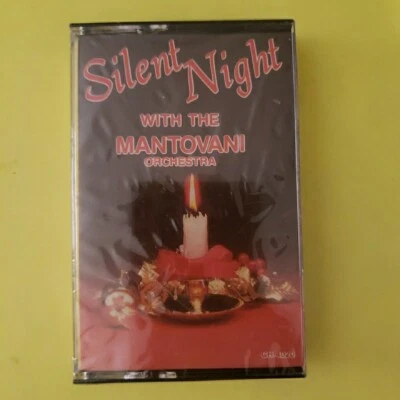 Silent Night
WITH THE
MANTOVANI
ORCHESTRA